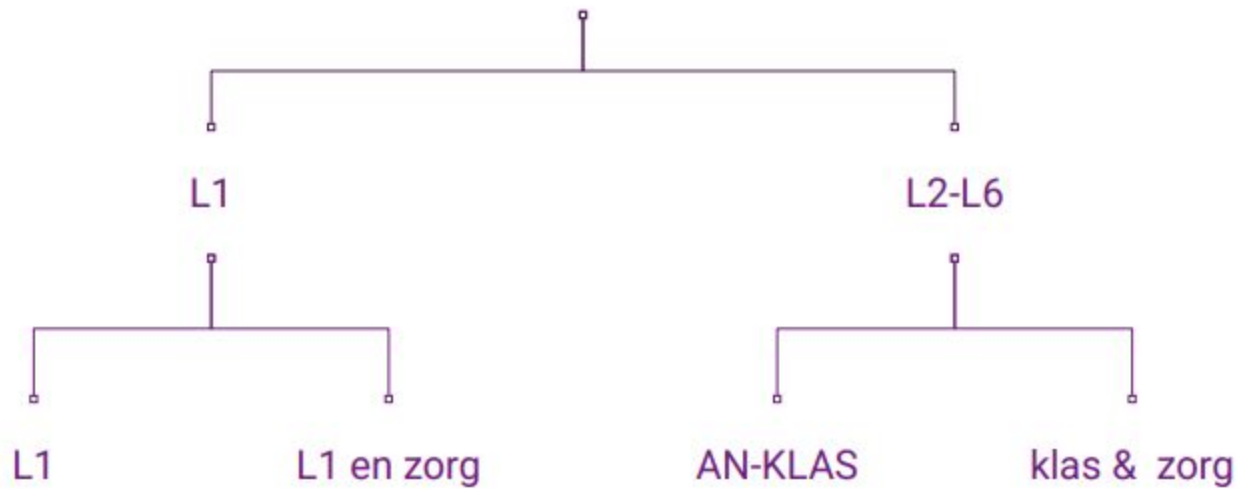 L1
L2-L6
L1
L1 en zorg
AN-KLAS
klas & zorg